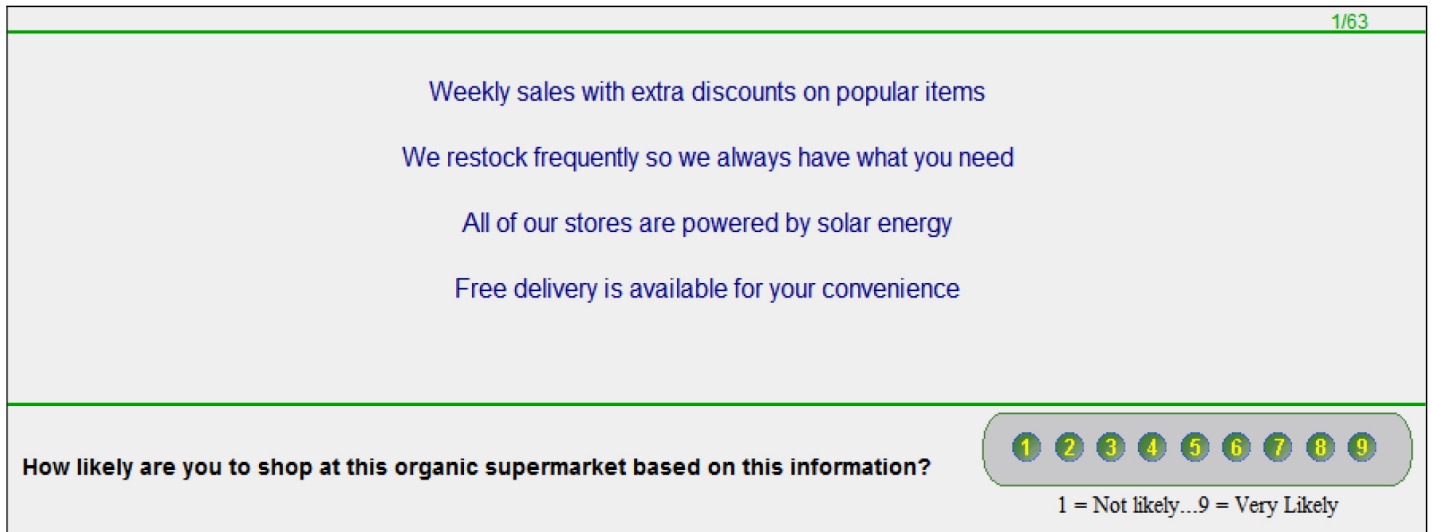 1/63
Weekly sales with extra discounts on popular items
We restock frequently so we always have what you need
All of our stores are powered by solar energy
Free delivery is available for your convenience
How likely are you to shop at this organic supermarket based on this information?
1 2 3 4 5 6 7 8 9
1 = Not likely...9 = Very Likely